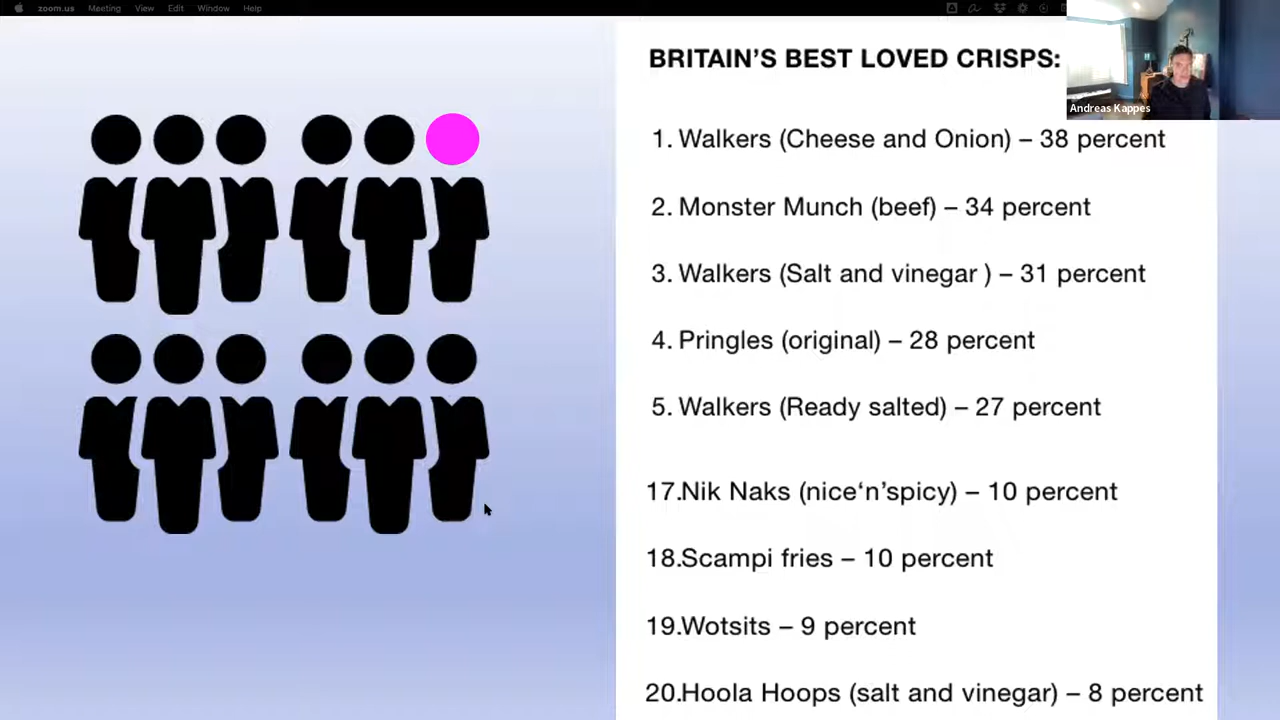 zoom.us Meeting View Edit Window Help
BRITAIN’S BEST LOVED CRISPS:
Andreas Kappes
1. Walkers (Cheese and Onion) – 38 percent
2. Monster Munch (beef) – 34 percent
3. Walkers (Salt and vinegar ) – 31 percent
4. Pringles (original) – 28 percent
5. Walkers (Ready salted) – 27 percent
17.Nik Naks (nice‘n’spicy) – 10 percent
18.Scampi fries – 10 percent
19.Wotsits – 9 percent
20.Hoola Hoops (salt and vinegar) – 8 percent